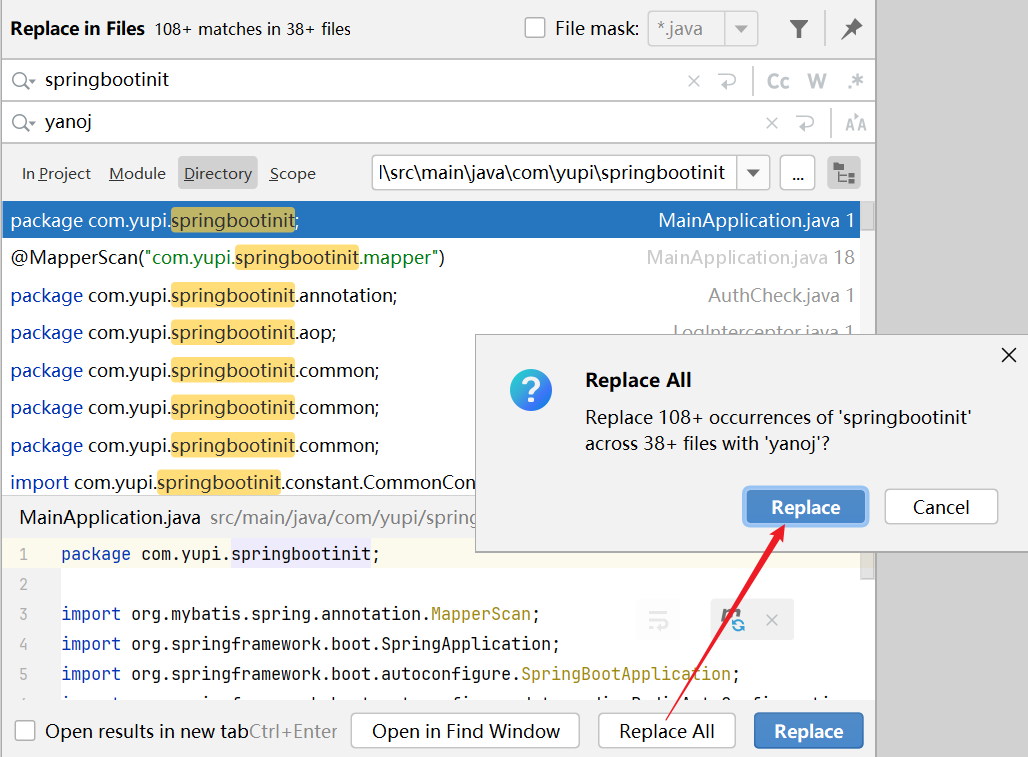 Replace in Files 108+ matches in 38+ files File mask: *.java
springbootinit Cc W .*
yanoj
In Project Module Directory Scope l\src\main\java\com\yupi\springbootinit ...
package com.yupi.springbootinit; MainApplication.java 1
@MapperScan("com.yupi.springbootinit.mapper") MainApplication.java 18
package com.yupi.springbootinit.annotation; AuthCheck.java 1
package com.yupi.springbootinit.aop; LogInterceptor.java 1
package com.yupi.springbootinit.common;
package com.yupi.springbootinit.common;
package com.yupi.springbootinit.common;
import com.yupi.springbootinit.constant.CommonCon
Replace All
Replace 108+ occurrences of 'springbootinit'
across 38+ files with 'yanoj'?
Replace Cancel
MainApplication.java src/main/java/com/yupi/spring
1 package com.yupi.springbootinit;
2
3 import org.mybatis.spring.annotation.MapperScan;
4 import org.springframework.boot.SpringApplication;
5 import org.springframework.boot.autoconfigure.SpringBootApplication;
Open results in new tab Ctrl+Enter Open in Find Window Replace All Replace